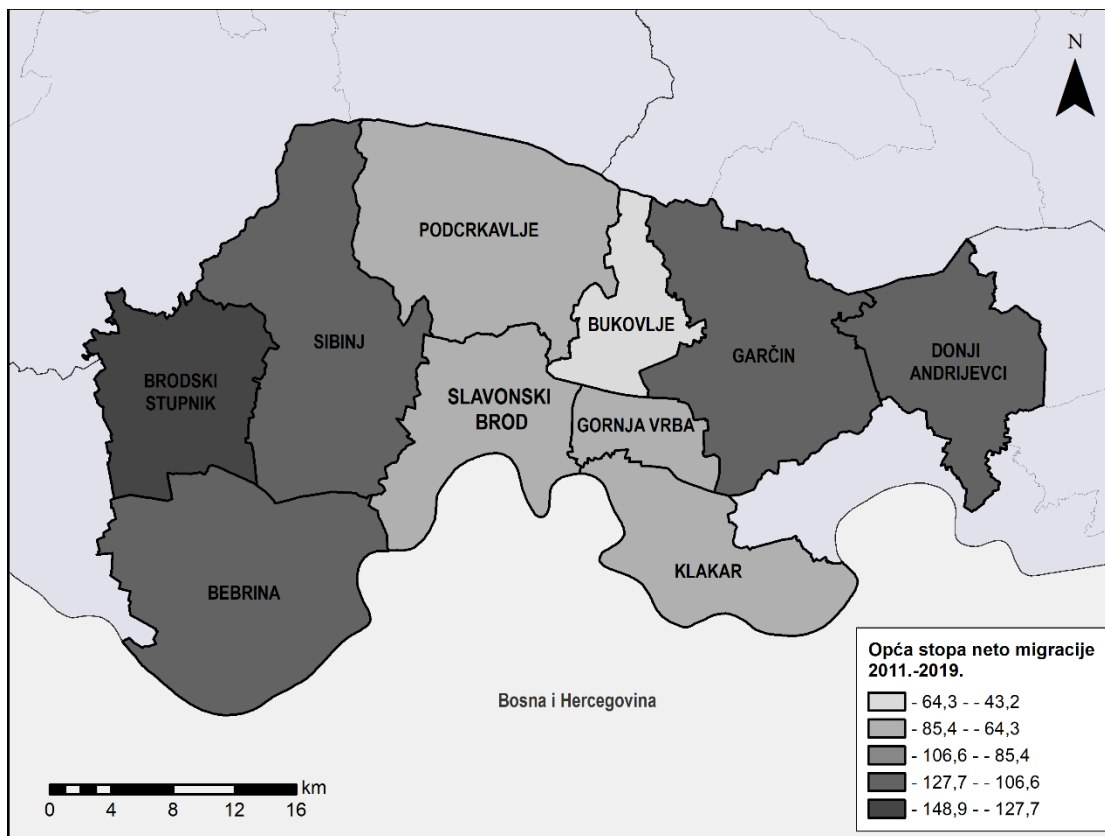 N
PODCRKAVLJE
BUKOVLJE
SIBINJ
GARČIN
DONJI
ANDRIJEVCI
BRODSKI
STUPNIK
SLAVONSKI
BROD
GORNJA VRBA
KLAKAR
BEBRINA
Bosna i Hercegovina
Opća stopa neto migracije
2011.-2019.
- 64,3 - - 43,2
- 85,4 - - 64,3
- 106,6 - - 85,4
- 127,7 - - 106,6
- 148,9 - - 127,7
km
0 4 8 12 16